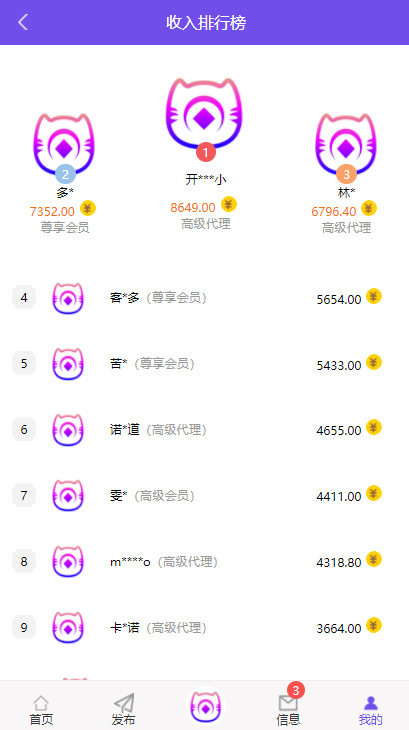 收入排行榜
1
开***小
8649.00 ¥
高级代理
2
多*
7352.00 ¥
尊享会员
3
林*
6796.40 ¥
高级代理
4 客*多 (尊享会员) 5654.00 ¥
5 苦* (尊享会员) 5433.00 ¥
6 诺*道 (高级代理) 4655.00 ¥
7 雯* (高级会员) 4411.00 ¥
8 m****o (高级代理) 4318.80 ¥
9 卡*诺 (高级代理) 3664.00 ¥
3
首页 发布 信息 我的